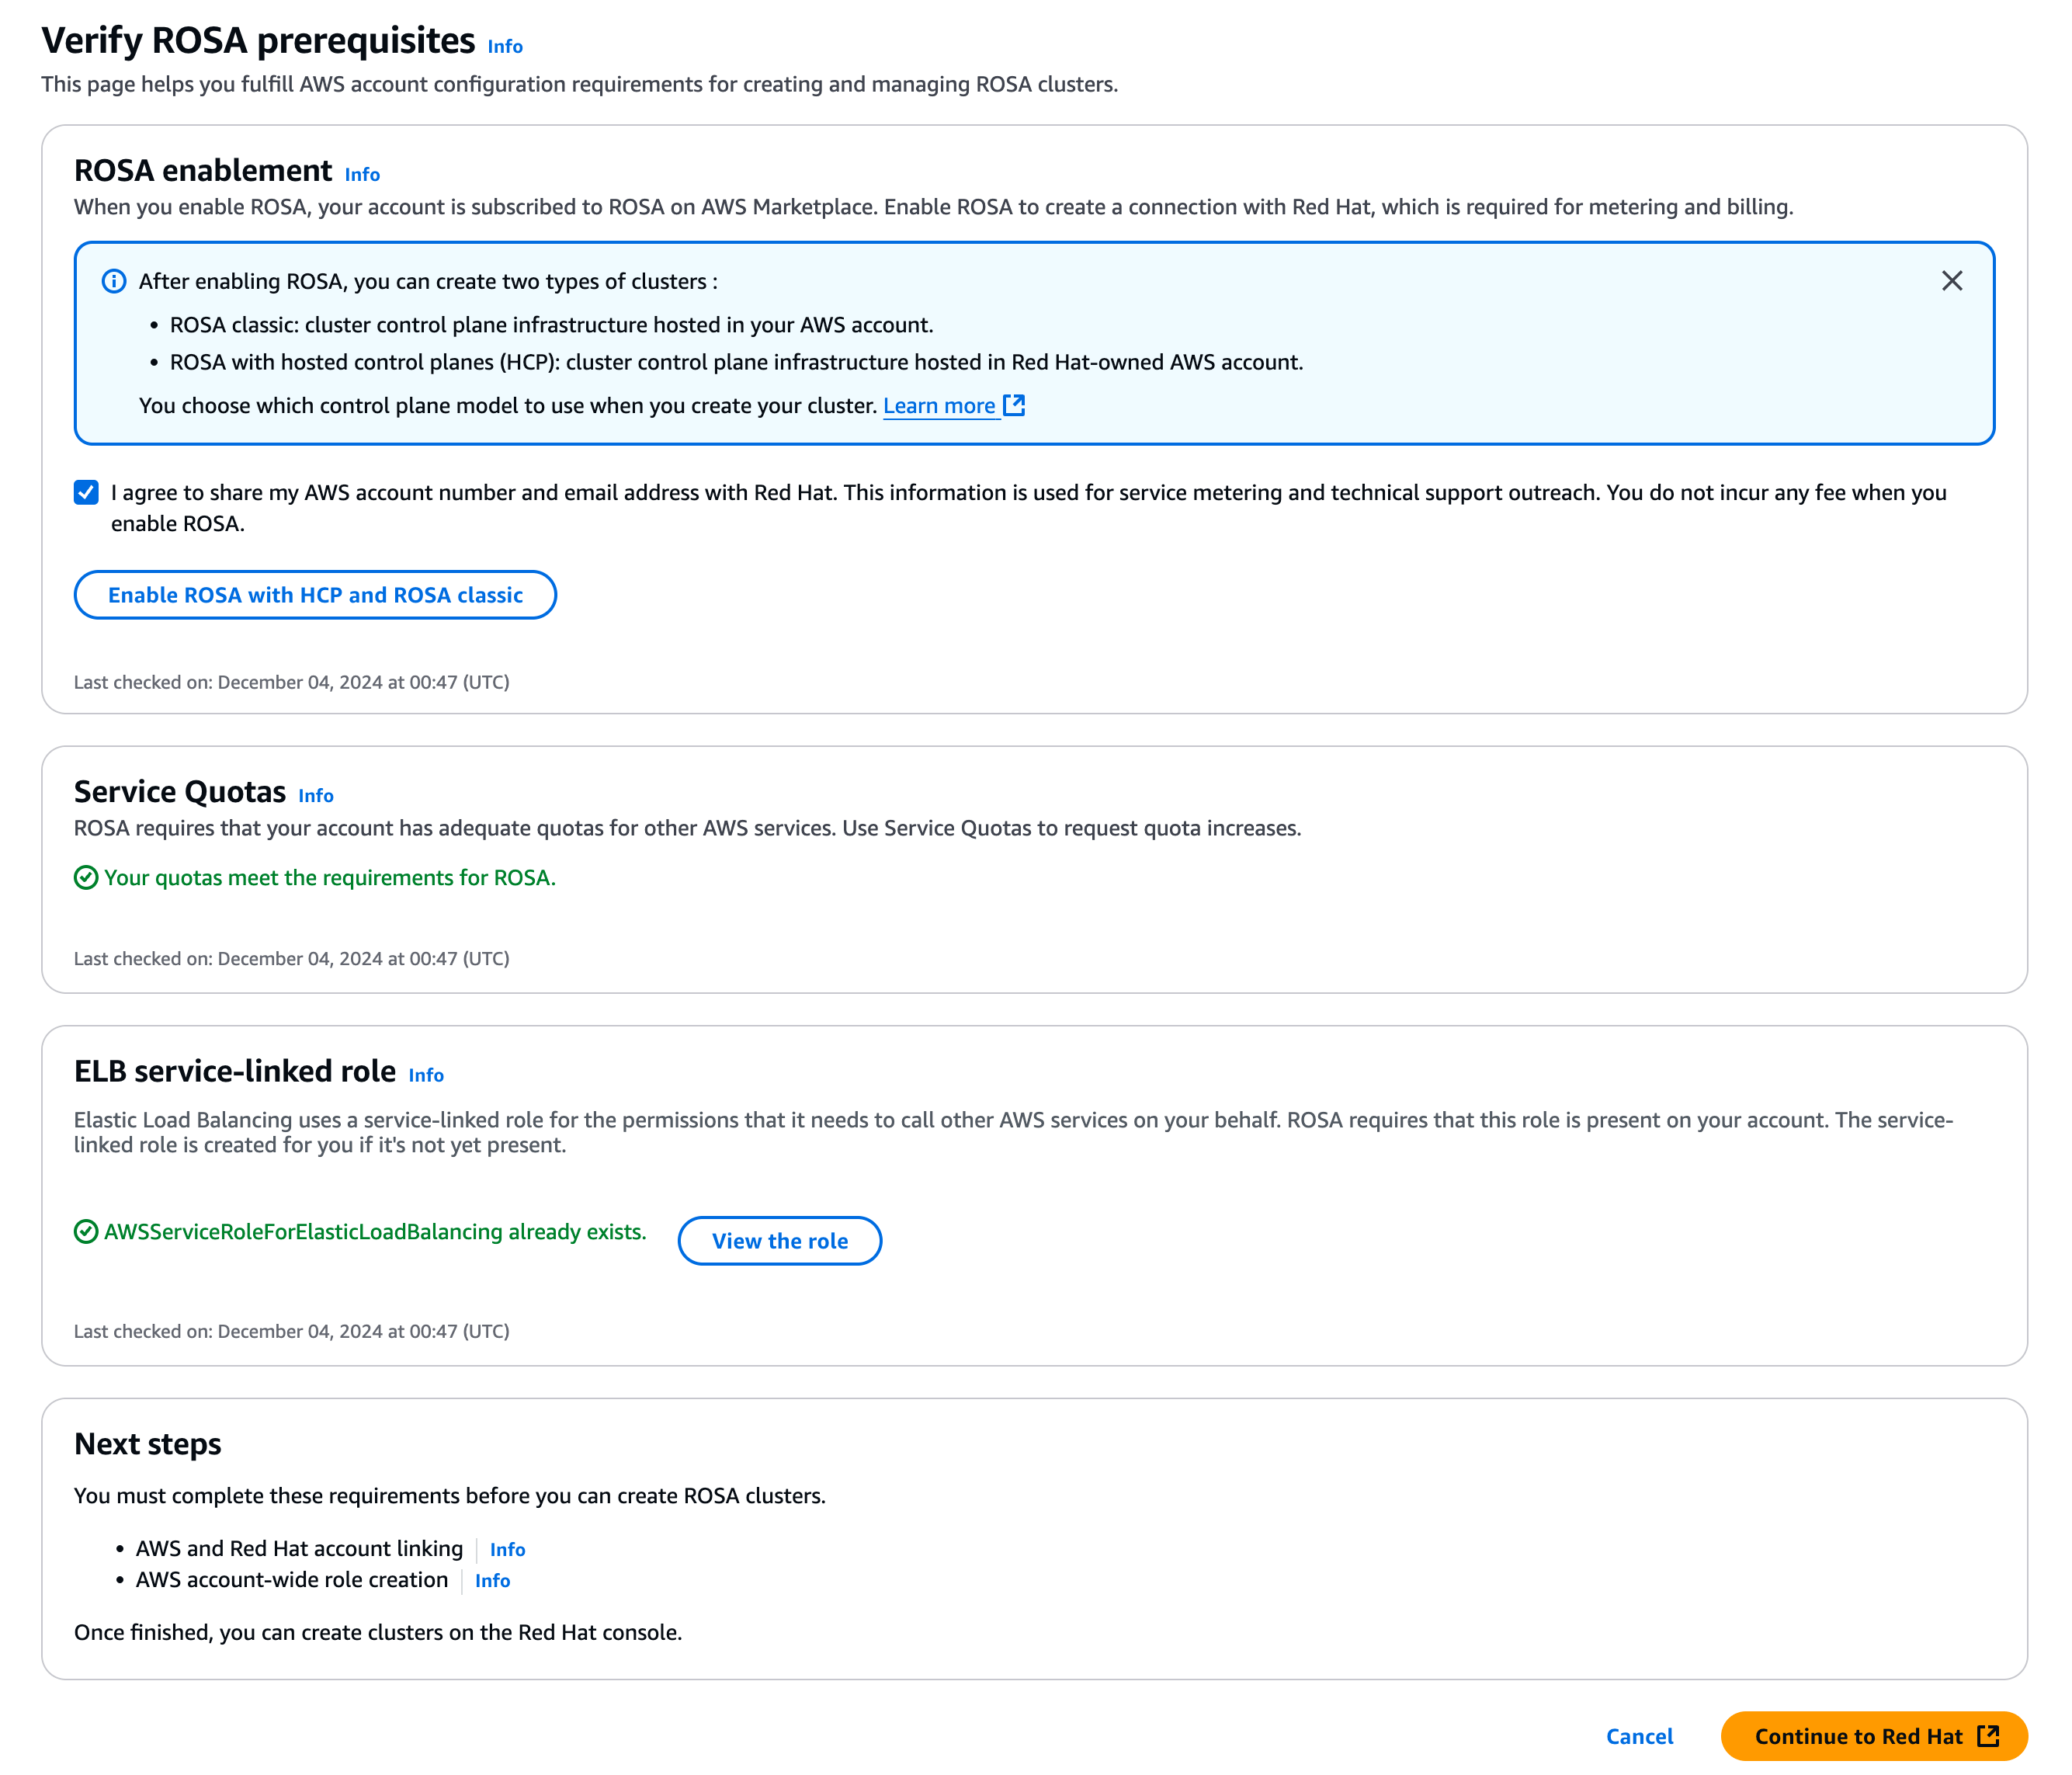 Verify ROSA prerequisites Info
This page helps you fulfill AWS account configuration requirements for creating and managing ROSA clusters.
ROSA enablement Info
When you enable ROSA, your account is subscribed to ROSA on AWS Marketplace. Enable ROSA to create a connection with Red Hat, which is required for metering and billing.
After enabling ROSA, you can create two types of clusters :
• ROSA classic: cluster control plane infrastructure hosted in your AWS account.
• ROSA with hosted control planes (HCP): cluster control plane infrastructure hosted in Red Hat-owned AWS account.
You choose which control plane model to use when you create your cluster. Learn more
I agree to share my AWS account number and email address with Red Hat. This information is used for service metering and technical support outreach. You do not incur any fee when you
enable ROSA.
Enable ROSA with HCP and ROSA classic
Last checked on: December 04, 2024 at 00:47 (UTC)
Service Quotas Info
ROSA requires that your account has adequate quotas for other AWS services. Use Service Quotas to request quota increases.
Your quotas meet the requirements for ROSA.
Last checked on: December 04, 2024 at 00:47 (UTC)
ELB service-linked role Info
Elastic Load Balancing uses a service-linked role for the permissions that it needs to call other AWS services on your behalf. ROSA requires that this role is present on your account. The service-
linked role is created for you if it's not yet present.
AWSServiceRoleForElasticLoadBalancing already exists. View the role
Last checked on: December 04, 2024 at 00:47 (UTC)
Next steps
You must complete these requirements before you can create ROSA clusters.
• AWS and Red Hat account linking Info
• AWS account-wide role creation Info
Once finished, you can create clusters on the Red Hat console.
Cancel Continue to Red Hat